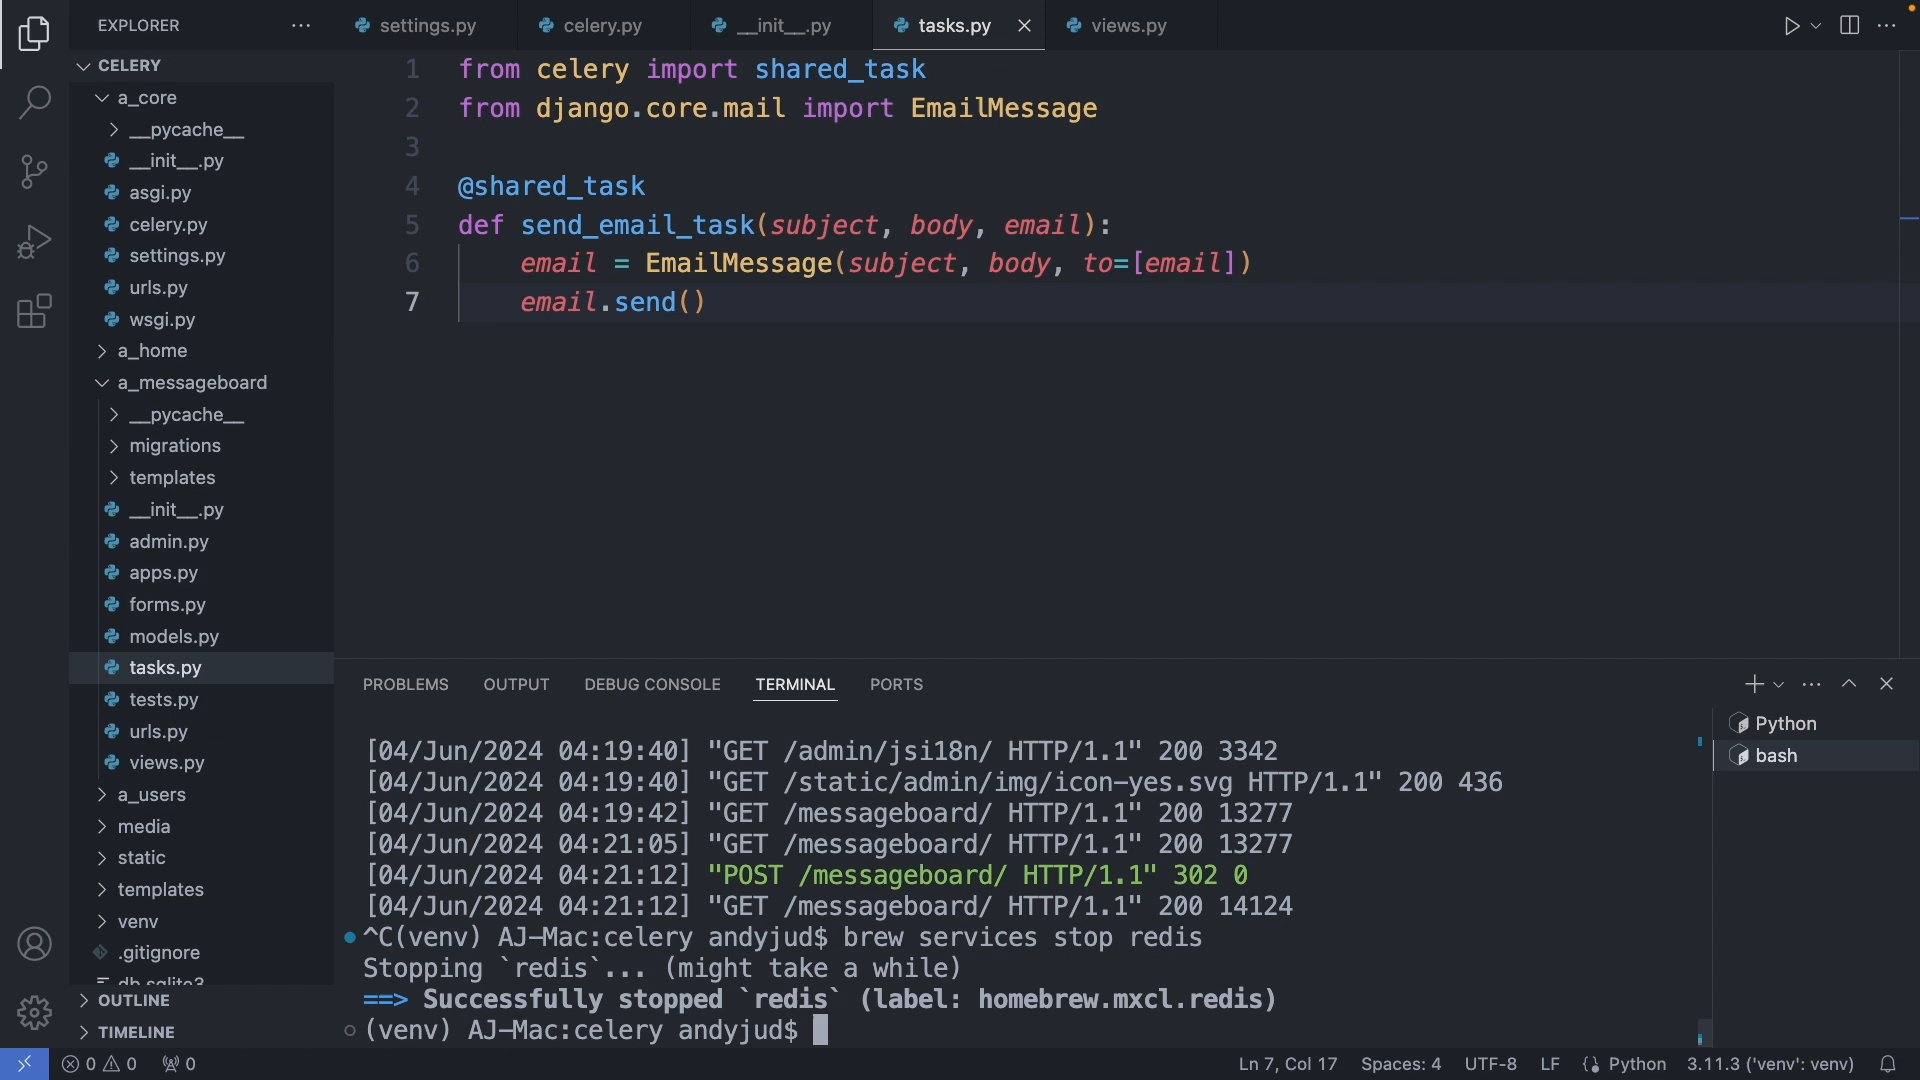 EXPLORER
CELERY
a_core
__pycache__
__init__.py
asgi.py
celery.py
settings.py
urls.py
wsgi.py
a_home
a_messageboard
__pycache__
migrations
templates
__init__.py
admin.py
apps.py
forms.py
models.py
tasks.py
tests.py
urls.py
views.py
a_users
media
static
templates
venv
.gitignore
db.sqlite3
OUTLINE
TIMELINE
settings.py celery.py __init__.py tasks.py views.py
1 from celery import shared_task
2 from django.core.mail import EmailMessage
3
4 @shared_task
5 def send_email_task(subject, body, email):
6     email = EmailMessage(subject, body, to=[email])
7     email.send()
PROBLEMS OUTPUT DEBUG CONSOLE TERMINAL PORTS
[04/Jun/2024 04:19:40] "GET /admin/jsi18n/ HTTP/1.1" 200 3342
[04/Jun/2024 04:19:40] "GET /static/admin/img/icon-yes.svg HTTP/1.1" 200 436
[04/Jun/2024 04:19:42] "GET /messageboard/ HTTP/1.1" 200 13277
[04/Jun/2024 04:21:05] "GET /messageboard/ HTTP/1.1" 200 13277
[04/Jun/2024 04:21:12] "POST /messageboard/ HTTP/1.1" 302 0
[04/Jun/2024 04:21:12] "GET /messageboard/ HTTP/1.1" 200 14124
^C(venv) AJ-Mac:celery andyjud$ brew services stop redis
Stopping `redis`... (might take a while)
==> Successfully stopped `redis` (label: homebrew.mxcl.redis)
(venv) AJ-Mac:celery andyjud$
Python
bash
0 0 0
Ln 7, Col 17 Spaces: 4 UTF-8 LF Python 3.11.3 ('venv': venv)